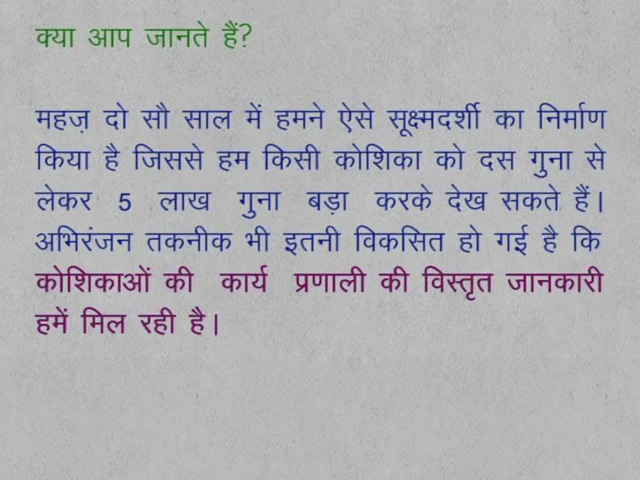 क्या आप जानते हैं?
महज़ दो सौ साल में हमने ऐसे सूक्ष्मदर्शी का निर्माण
किया है जिससे हम किसी कोशिका को दस गुना से
लेकर 5 लाख गुना बड़ा करके देख सकते हैं।
अभिरंजन तकनीक भी इतनी विकसित हो गई है कि
कोशिकाओं की कार्य प्रणाली की विस्तृत जानकारी
हमें मिल रही है।